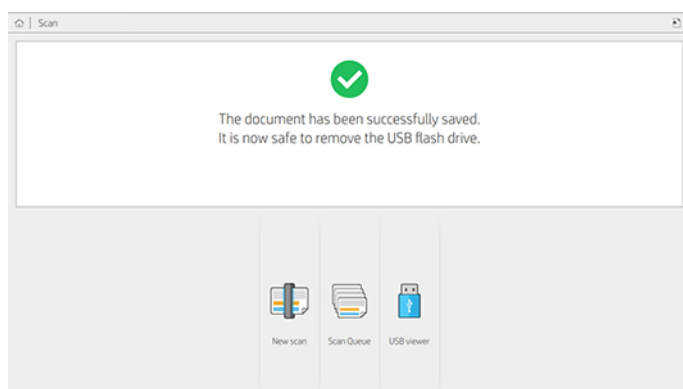 Scan
The document has been successfully saved.
It is now safe to remove the USB flash drive.
New scan
Scan Queue
USB viewer